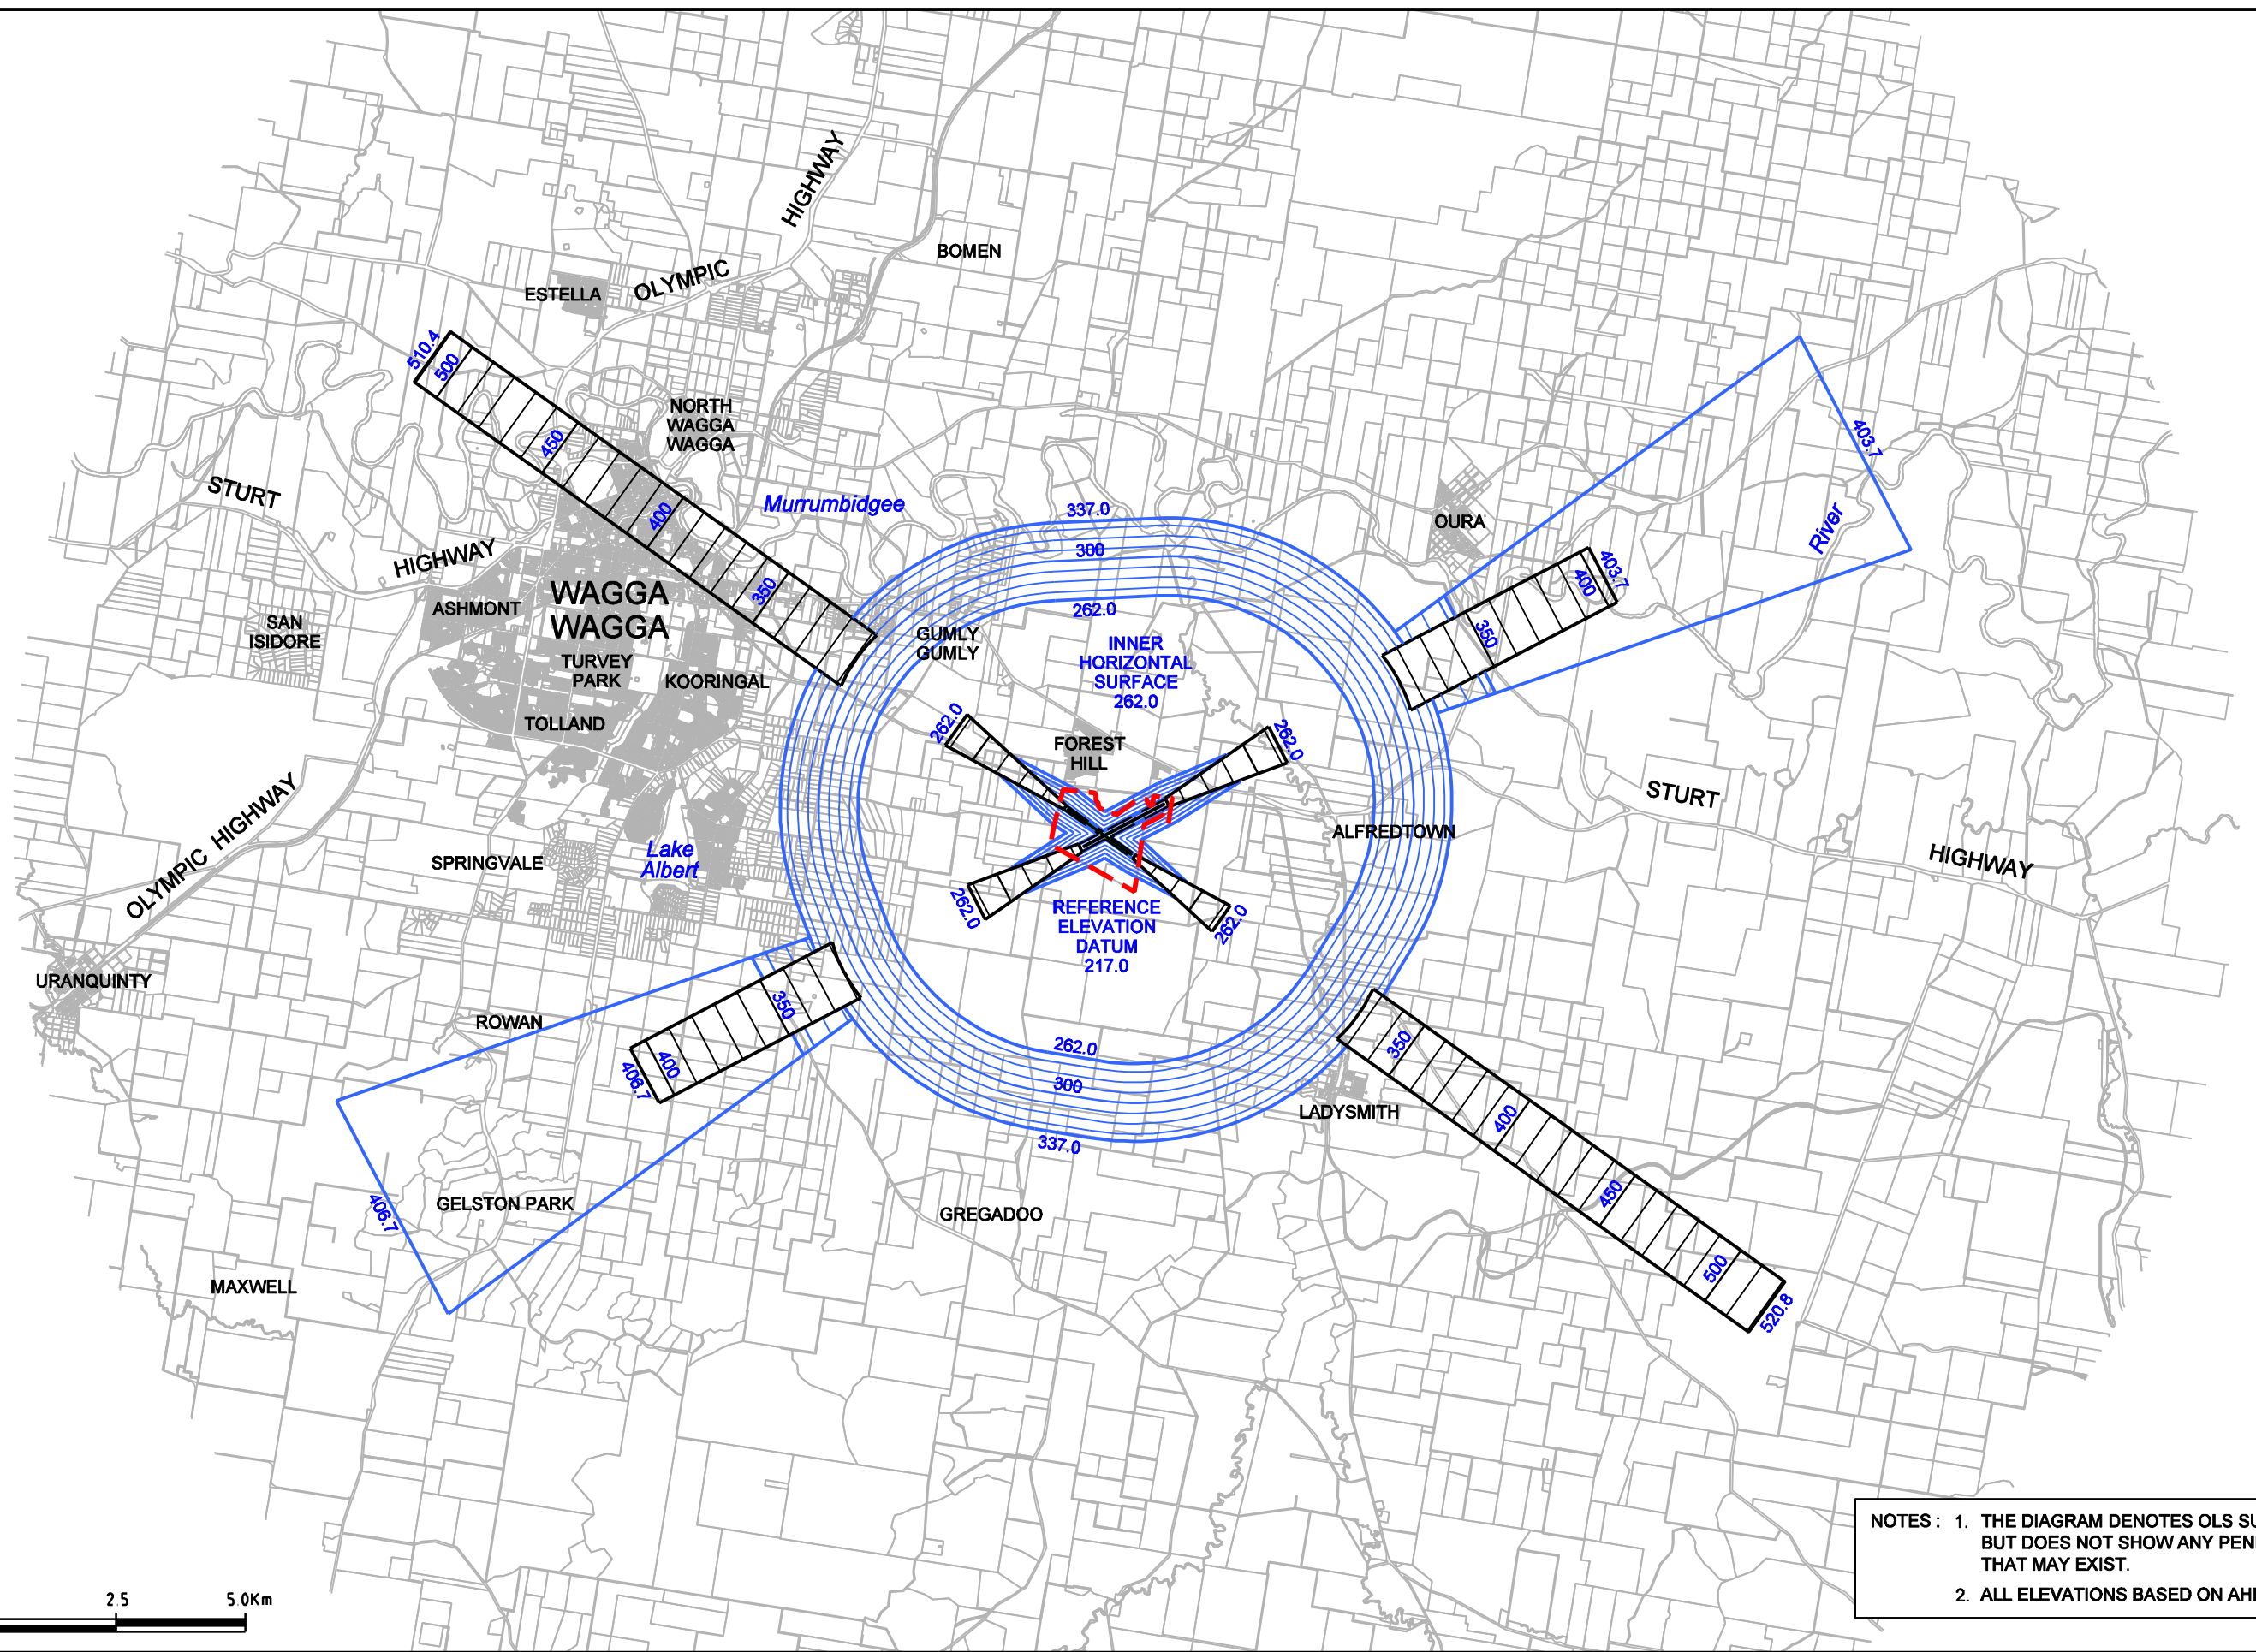 HIGHWAY
BOMEN
OLYMPIC
ESTELLA
510.4
500
NORTH
WAGGA
WAGGA
403.7
450
STURT
Murrumbidgee
400
337.0
OURA
River
300
HIGHWAY
403.7
400
WAGGA
WAGGA
350
ASHMONT
262.0
SAN
ISIDORE
GUMLY
GUMLY
350
INNER
HORIZONTAL
SURFACE
262.0
TURVEY
PARK
KOORINGAL
TOLLAND
262.0
262.0
FOREST
HILL
STURT
OLYMPIC HIGHWAY
ALFREDTOWN
Lake
Albert
SPRINGVALE
HIGHWAY
262.0
REFERENCE
ELEVATION
DATUM
217.0
262.0
URANQUINTY
350
ROWAN
262.0
350
400
406.7
300
400
LADYSMITH
337.0
406.7
GELSTON PARK
GREGADOO
450
MAXWELL
500
520.8
NOTES : 1. THE DIAGRAM DENOTES OLS SU
BUT DOES NOT SHOW ANY PEN
THAT MAY EXIST.
2. ALL ELEVATIONS BASED ON AH
2.5 5.0Km